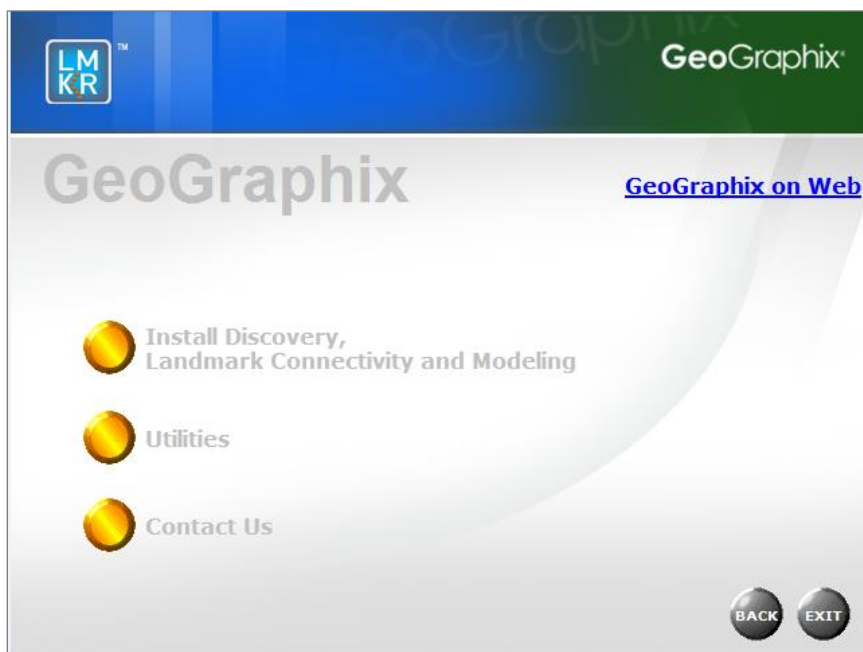 LM
KR
TM
GeoGraphix
GeoGraphix®
GeoGraphix
GeoGraphix on Web
Install Discovery,
Landmark Connectivity and Modeling
Utilities
Contact Us
BACK
EXIT